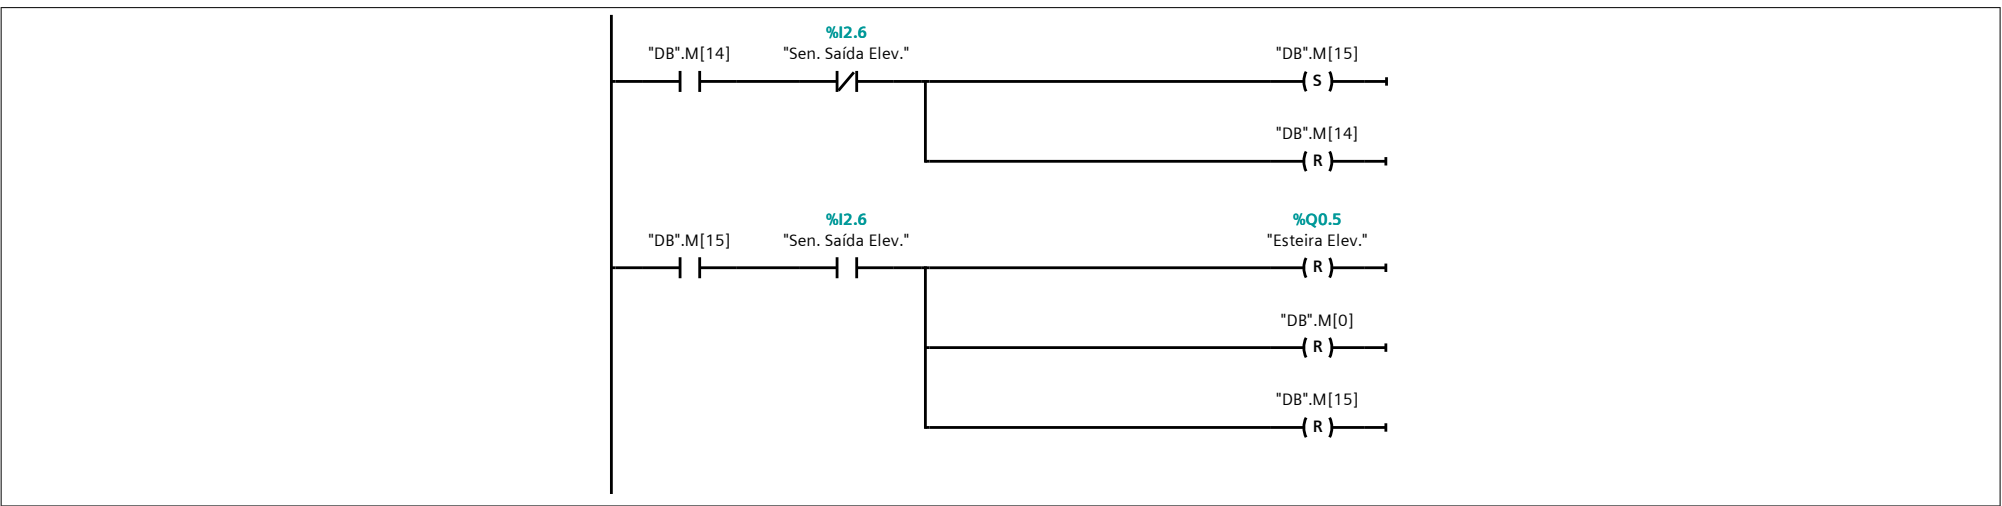 %I2.6
"DB".M[14] "Sen. Saída Elev." "DB".M[15]
S
"DB".M[14]
R
%I2.6 %Q0.5
"DB".M[15] "Sen. Saída Elev." "Esteira Elev."
R
"DB".M[0]
R
"DB".M[15]
R